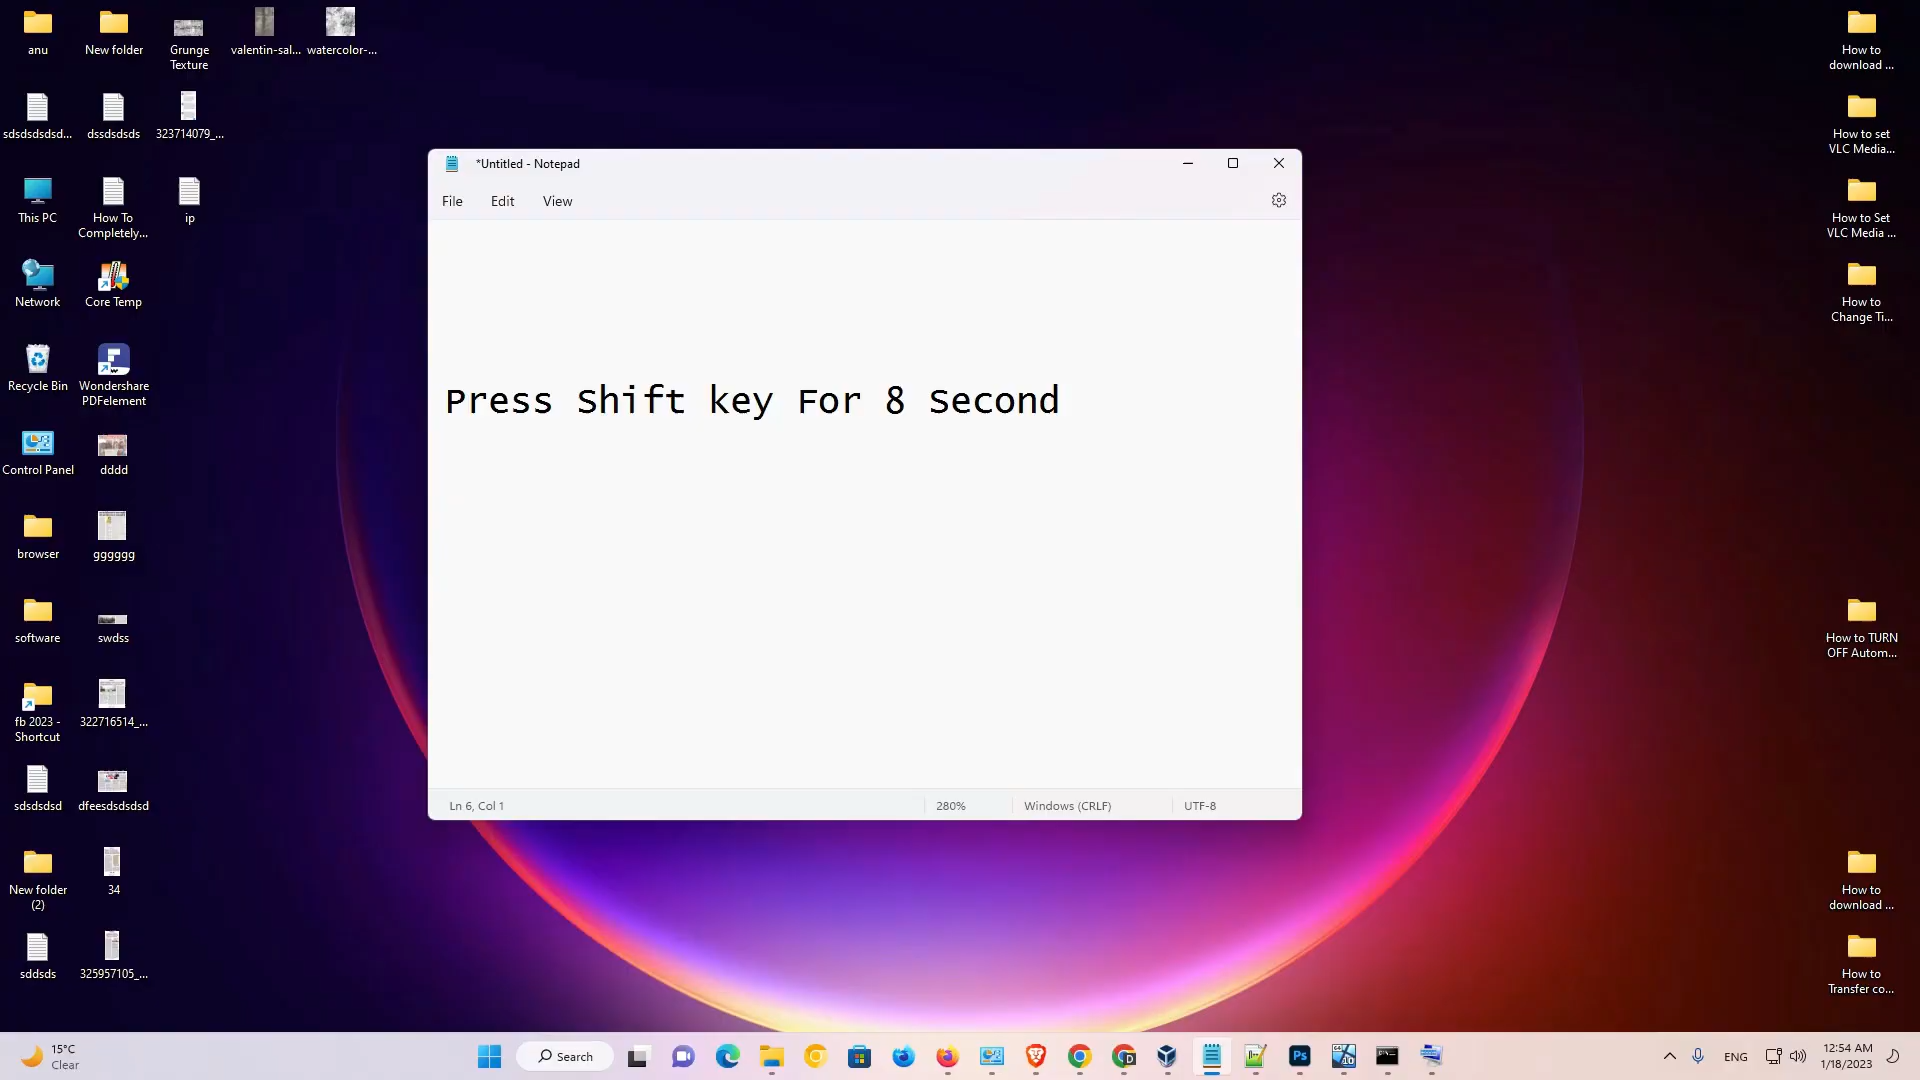 anu
New folder
Grunge
Texture
valentin-sal...
watercolor-...
sdsdsdsdsd...
dssdsdsds
323714079_...
This PC
How To
Completely...
ip
Network
Core Temp
Recycle Bin
Wondershare
PDFelement
Control Panel
dddd
browser
gggggg
software
swdss
fb 2023 -
Shortcut
322716514_...
sdsdsdsd
dfeesdsdsdsd
New folder
(2)
34
sddsds
325957105_...
*Untitled - Notepad
File Edit View
Press Shift key For 8 Second
Ln 6, Col 1
280%
Windows (CRLF)
UTF-8
How to
download ...
How to set
VLC Media...
How to Set
VLC Media ...
How to
Change Ti...
How to TURN
OFF Autom...
How to
download ...
How to
Transfer co...
15°C
Clear
Search
Ps
ENG
12:54 AM
1/18/2023